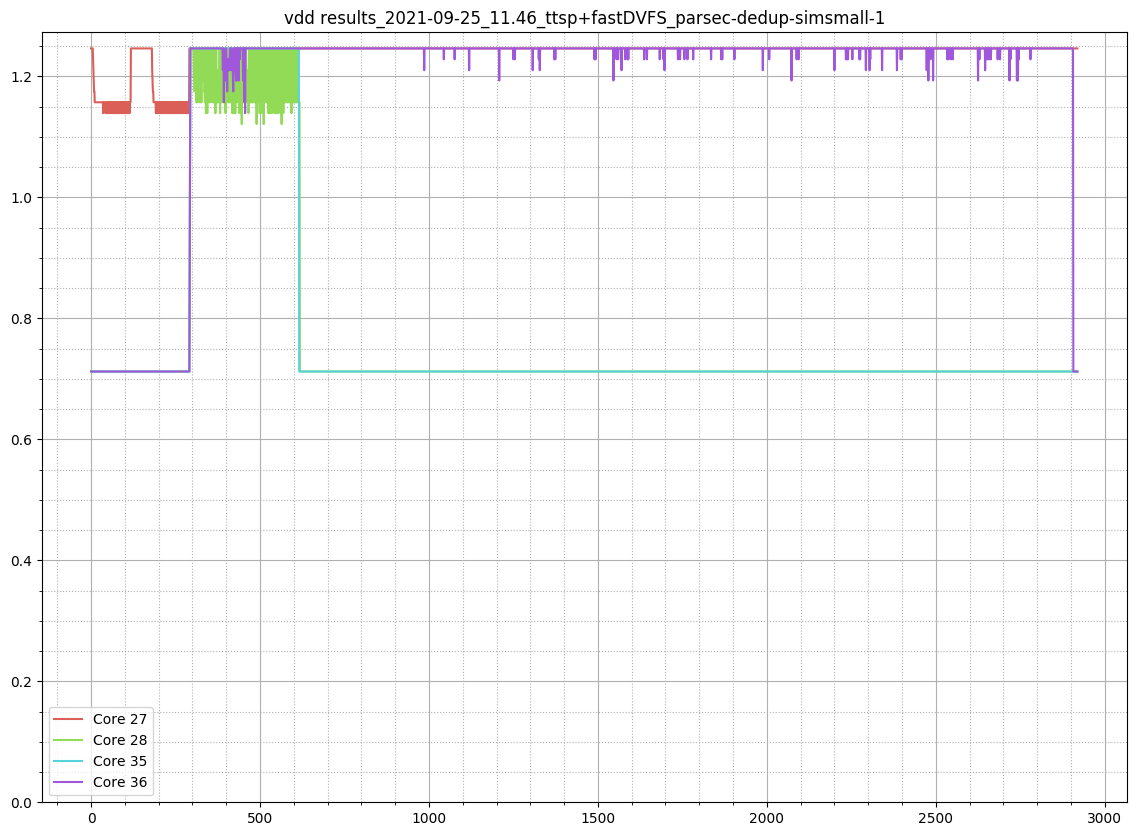 vdd results_2021-09-25_11.46_ttsp+fastDVFS_parsec-dedup-simsmall-1
1.2
1.0
0.8
0.6
0.4
0.2
0.0
Core 27
Core 28
Core 35
Core 36
0 500 1000 1500 2000 2500 3000